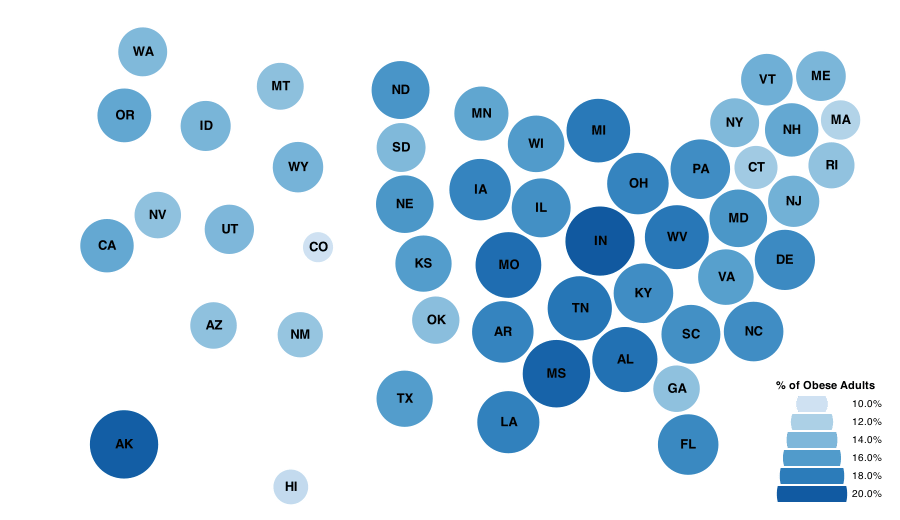 WA
MT
OR
ID
WY
NV
UT
CA
CO
AZ
NM
AK
HI
ND
MN
SD
WI
MI
NE
IA
IL
OH
PA
KS
MO
IN
WV
OK
AR
TN
KY
TX
MS
AL
LA
VT
ME
NY
NH
MA
CT
RI
NJ
MD
VA
DE
SC
NC
GA
FL
% of Obese Adults
10.0%
12.0%
14.0%
16.0%
18.0%
20.0%